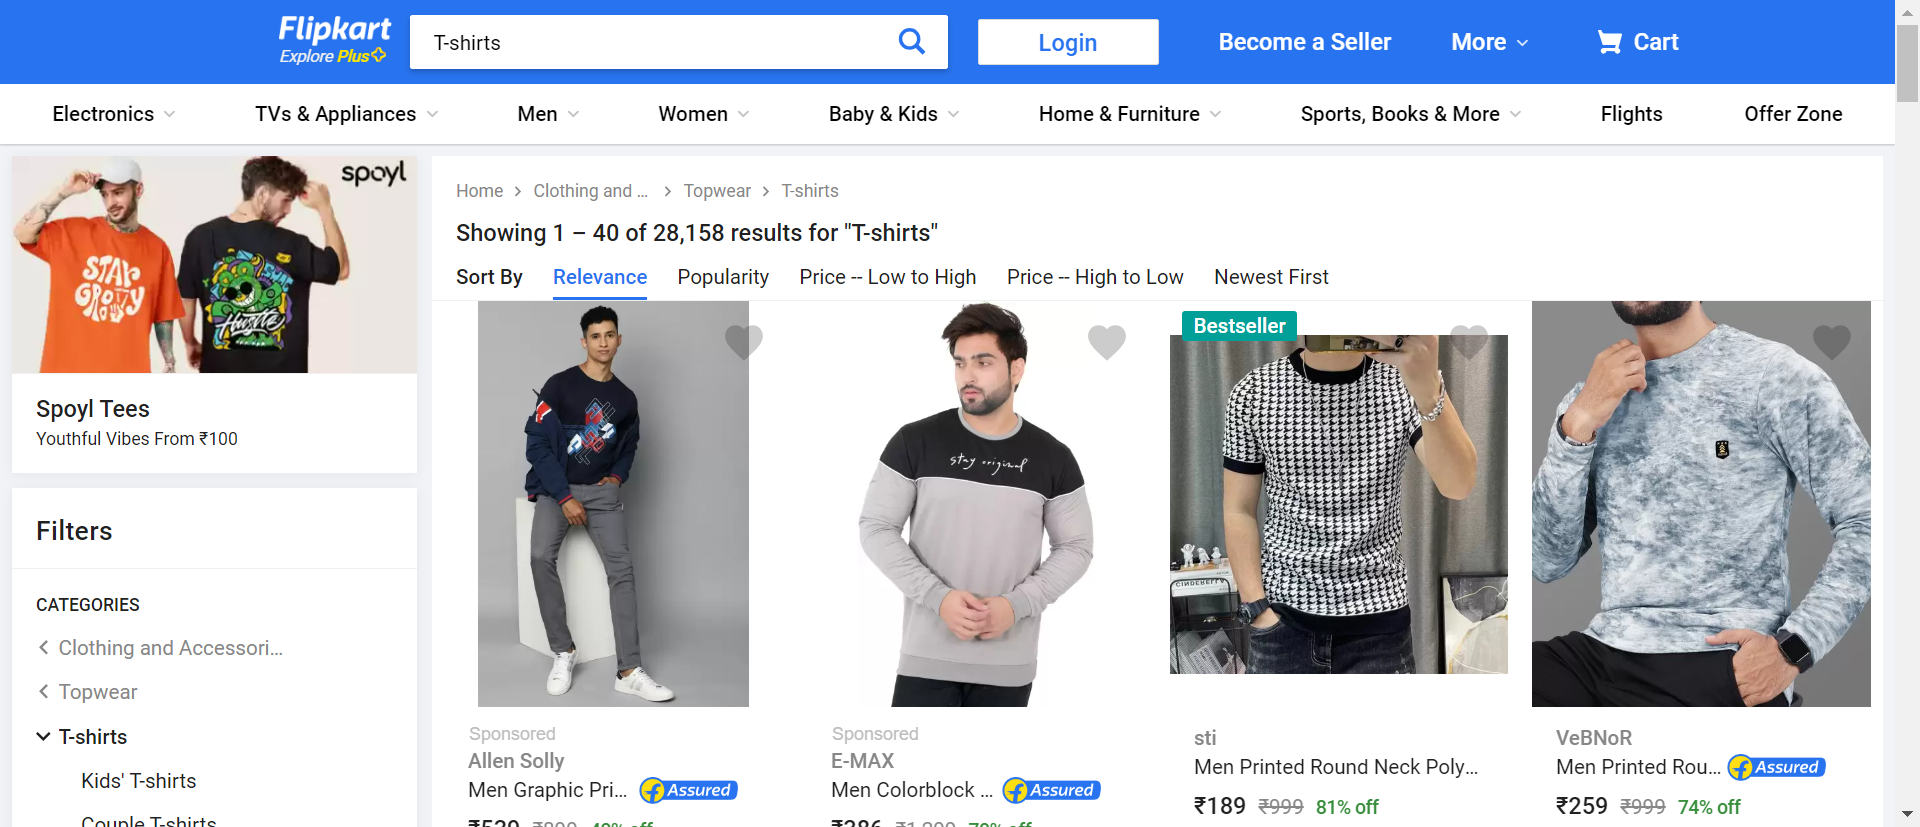 Flipkart
Explore Plus
T-shirts
Login
Become a Seller
More
Cart
Electronics
TVs & Appliances
Men
Women
Baby & Kids
Home & Furniture
Sports, Books & More
Flights
Offer Zone
spoyl
STAY
GROOVY
Hustle
Spoyl Tees
Youthful Vibes From ₹100
Filters
CATEGORIES
Clothing and Accessori...
Topwear
T-shirts
Kids' T-shirts
Couple T-shirts
Home
Clothing and ...
Topwear
T-shirts
Showing 1 – 40 of 28,158 results for "T-shirts"
Sort By
Relevance
Popularity
Price -- Low to High
Price -- High to Low
Newest First
Sponsored
Allen Solly
Men Graphic Pri...
Assured
stay original
Sponsored
E-MAX
Men Colorblock ...
Assured
Bestseller
CINDERELLA
sti
Men Printed Round Neck Poly...
₹189 ₹999 81% off
VeBNoR
Men Printed Rou...
Assured
₹259 ₹999 74% off